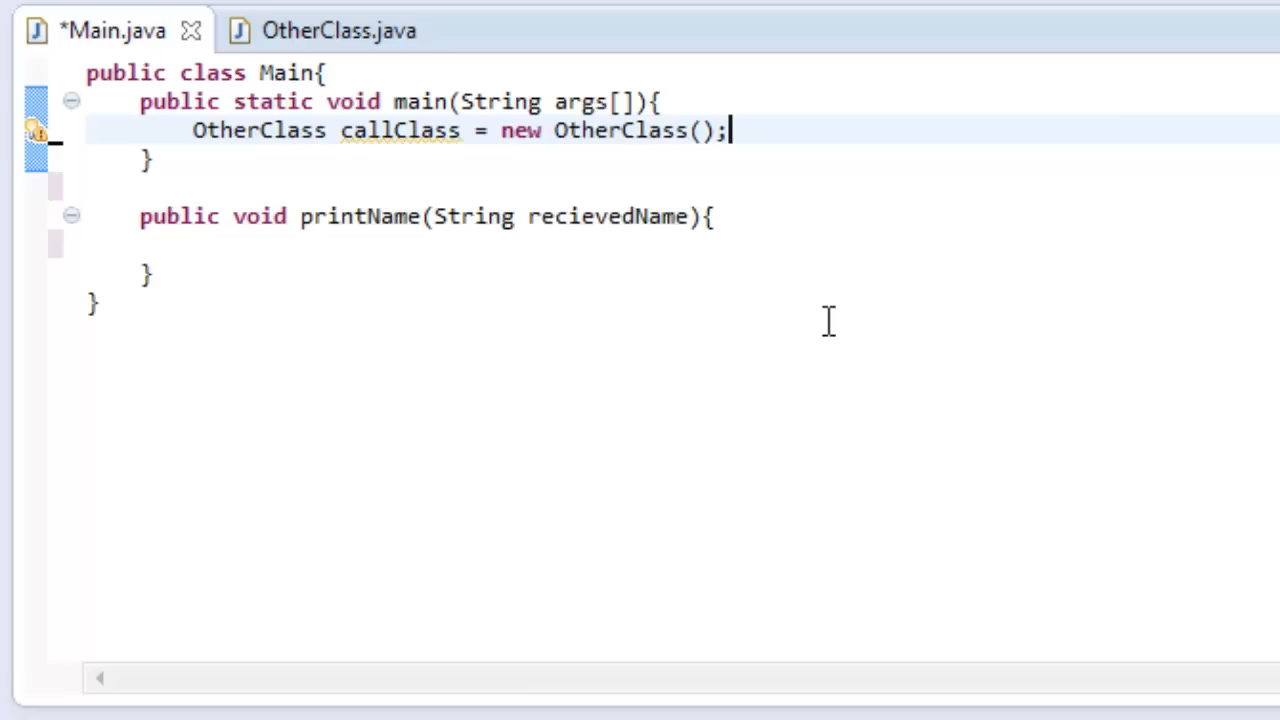 *Main.java OtherClass.java
public class Main{
public static void main(String args[]){
OtherClass callClass = new OtherClass();
}
public void printName(String recievedName){
}
}